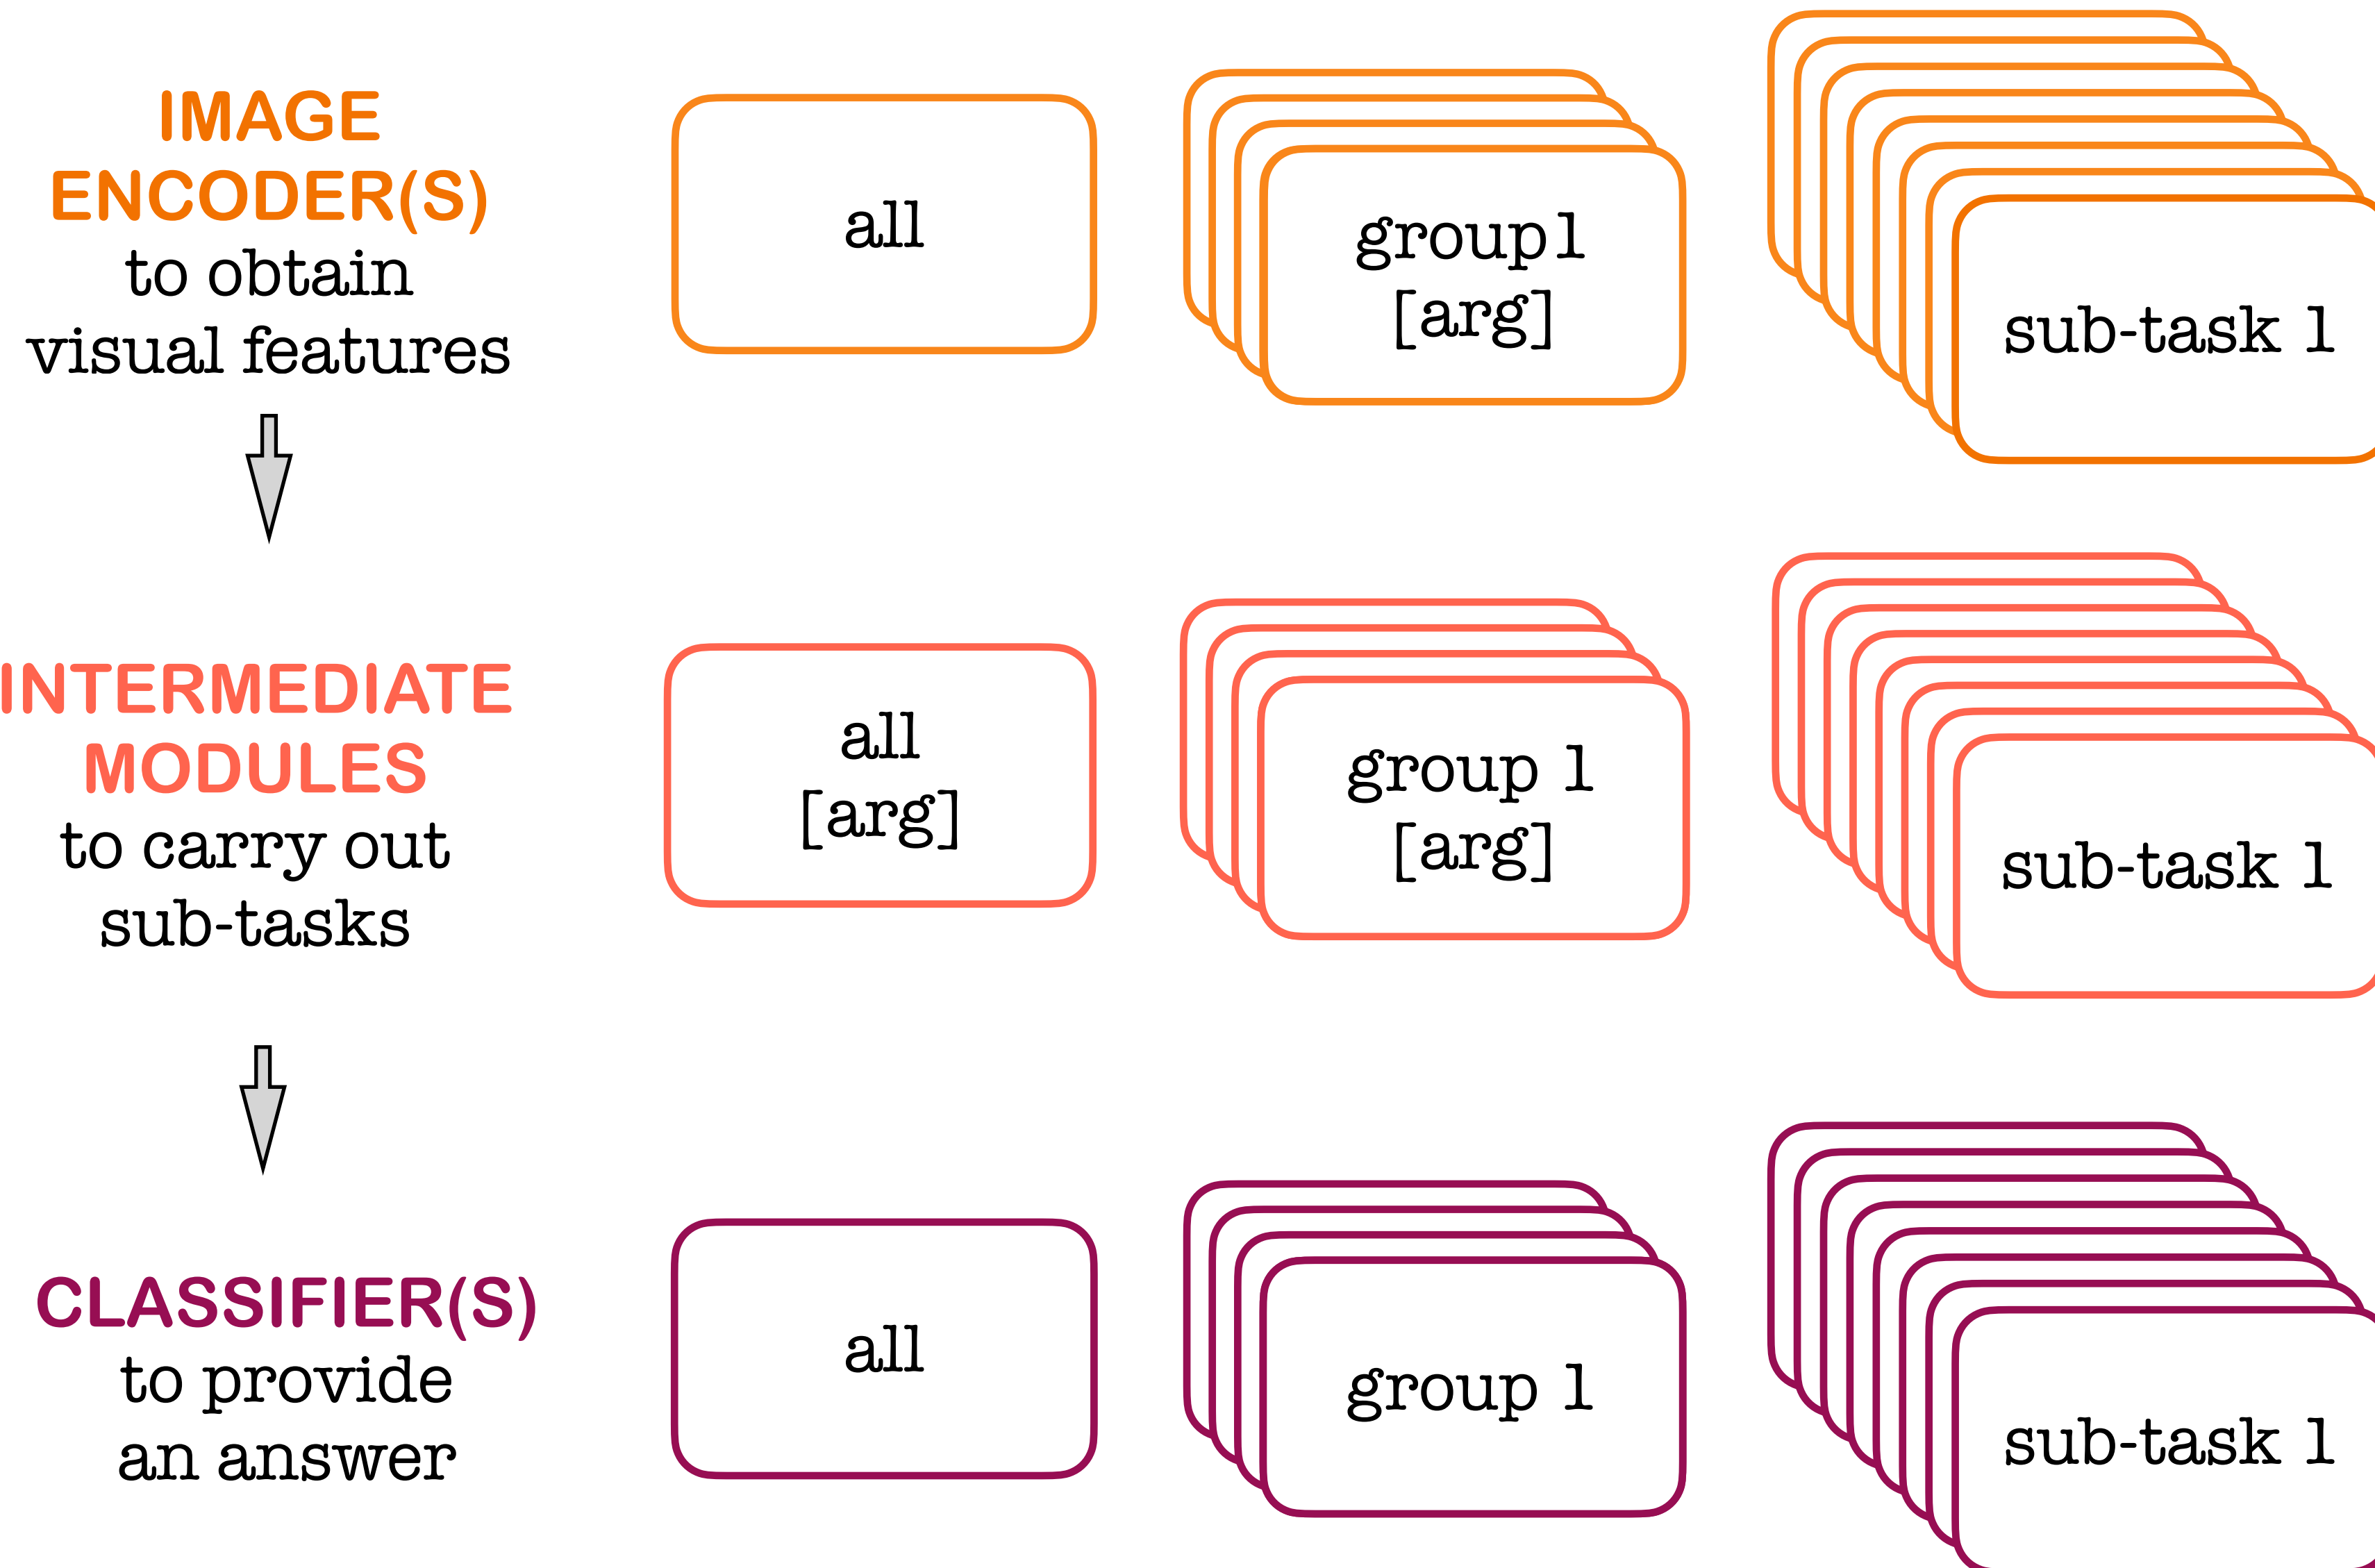 IMAGE
ENCODER(S)
to obtain
visual features
all
group1
[arg]
sub-task 1
INTERMEDIATE
MODULES
to carry out
sub-tasks
all
[arg]
group 1
[arg]
sub-task 1
CLASSIFIER(S)
to provide
an answer
all
group 1
sub-task 1